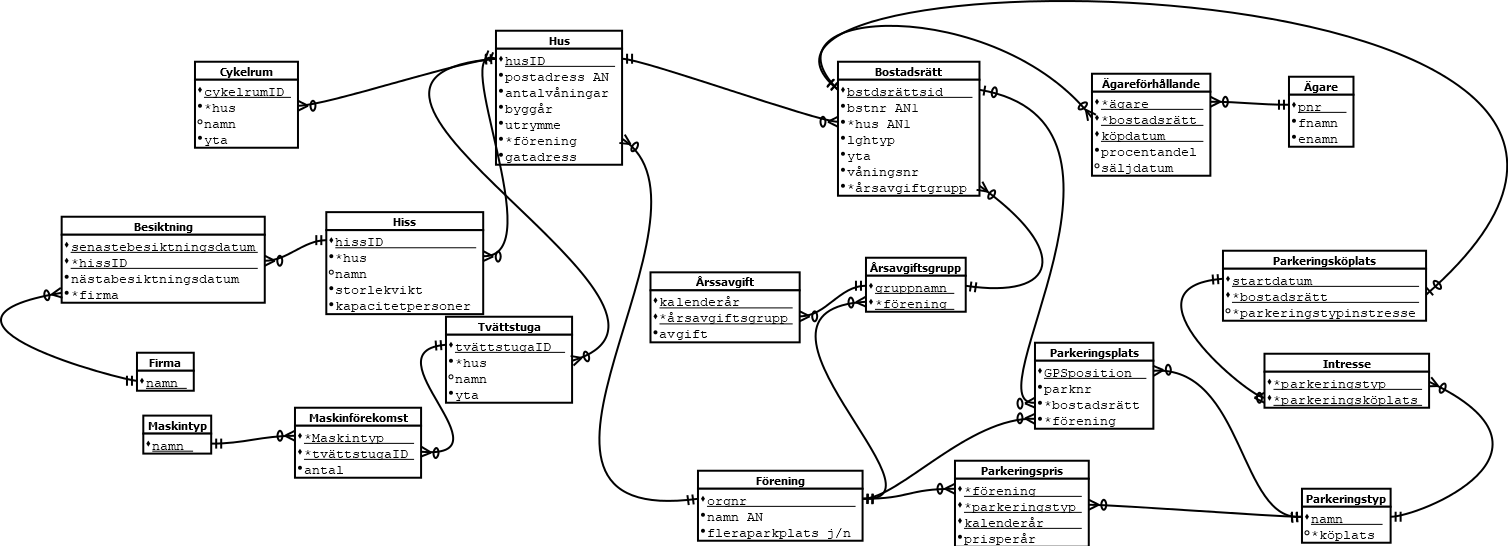 Hus
husID
postadress AN
antalvåningar
byggår
utrymme
*förening
gatadress
Cykelrum
cykelrumID
*hus
namn
yta
Bostadsrätt
bstdsrättsid
bstnr AN1
*hus AN1
lghtyp
yta
våningsnr
*årsavgiftgrupp
Ägareförhållande
*ägare
*bostadsrätt
köpdatum
procentandel
säljdatum
Ägare
pnr
fnamn
enamn
Besiktning
senastebesiktningsdatum
*hissID
nästabesiktningsdatum
*firma
Hiss
hissID
*hus
namn
storlekvikt
kapacitetpersoner
Årssavgift
kalenderår
*årsavgiftsgrupp
avgift
Årsavgiftsgrupp
gruppnamn
*förening
Parkeringsköplats
startdatum
*bostadsrätt
*parkeringstypinstresse
Tvättstuga
tvättstugaID
*hus
namn
yta
Firma
namn
Parkeringsplats
GPSposition
parknr
*bostadsrätt
*förening
Intresse
*parkeringstyp
*parkeringsköplats
Maskintyp
namn
Maskinförekomst
*Maskintyp
*tvättstugaID
antal
Förening
orgnr
namn AN
fleraparkplats j/n
Parkeringspris
*förening
*parkeringstyp
kalenderår
prisperår
Parkeringstyp
namn
*köplats